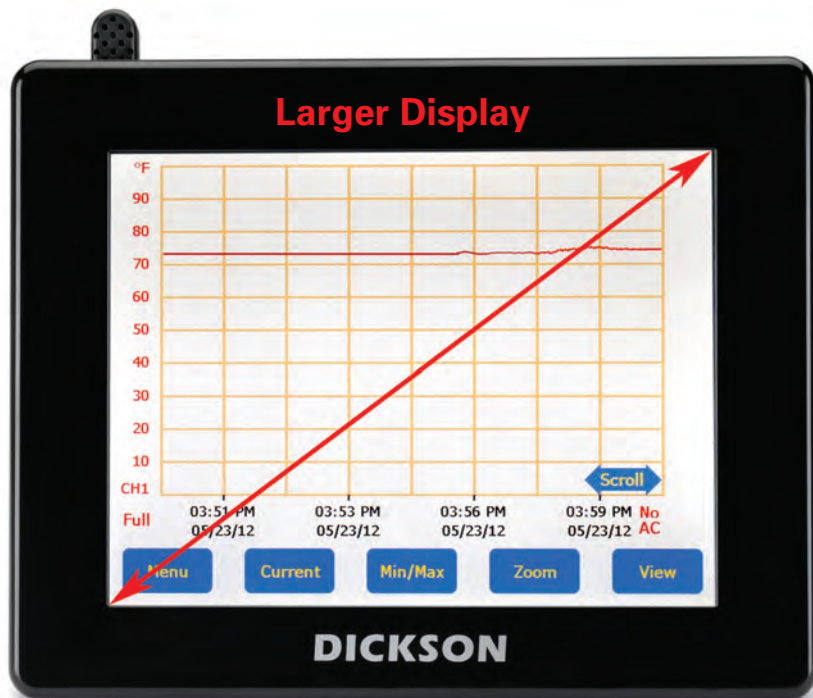 Larger Display
°F
90
80
70
60
50
40
30
20
10
CH1
Scroll
03:51 PM 03:53 PM 03:56 PM 03:59 PM No
Full 05/23/12 05/23/12 05/23/12 05/23/12 AC
Menu Current Min/Max Zoom View
DICKSON